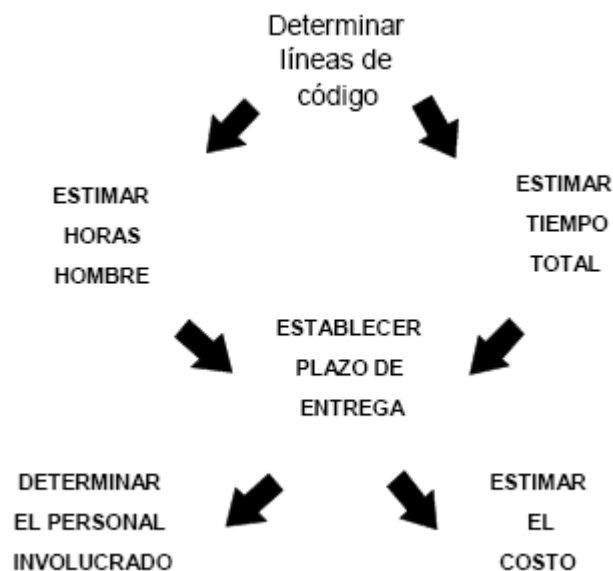 Determinar
líneas de
código
ESTIMAR
HORAS
HOMBRE
ESTIMAR
TIEMPO
TOTAL
ESTABLECER
PLAZO DE
ENTREGA
DETERMINAR
EL PERSONAL
INVOLUCRADO
ESTIMAR
EL
COSTO